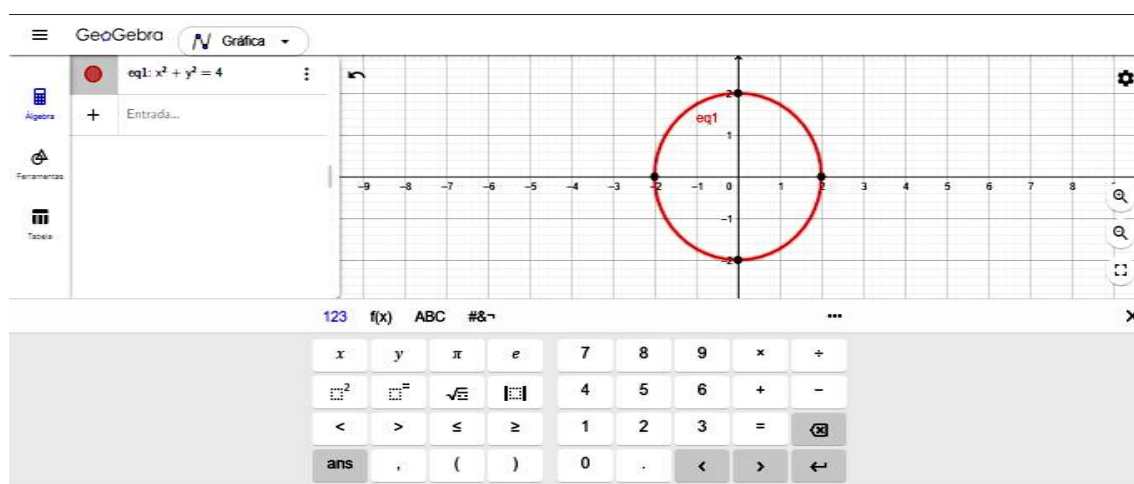 GeoGebra
Gráfica
eq1: x² + y² = 4
Entrada...
Álgebra
Ferramentas
Tabela
eq1
2
1
-9 -8 -7 -6 -5 -4 -3 -2 -1 0 1 2 3 4 5 6 7 8
-1
-2
123 f(x) ABC #&¬
x y π e 7 8 9 × ÷
² = √ 4 5 6 + −
< > ≤ ≥ 1 2 3 =
ans , ( ) 0 . < >